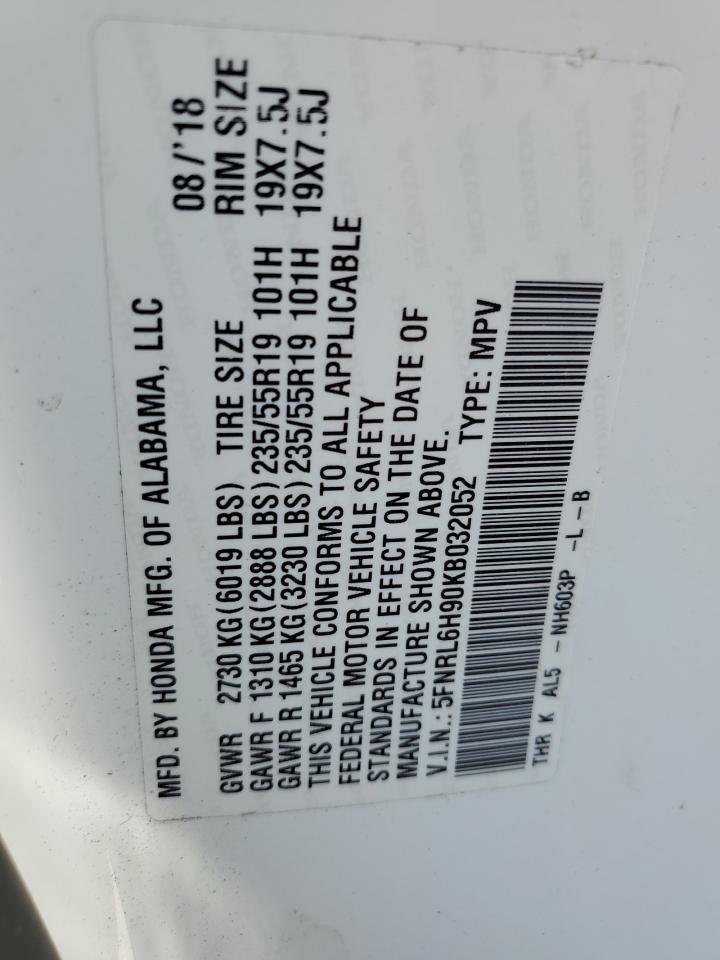 MFD. BY HONDA MFG. OF ALABAMA, LLC 08/'18
GVWR 2730 KG(6019 LBS) TIRE SIZE RIM SIZE
GAWR F 1310 KG(2888 LBS) 235/55R19 101H 19X7.5J
GAWR R 1465 KG(3230 LBS) 235/55R19 101H 19X7.5J
THIS VEHICLE CONFORMS TO ALL APPLICABLE
FEDERAL MOTOR VEHICLE SAFETY
STANDARDS IN EFFECT ON THE DATE OF
MANUFACTURE SHOWN ABOVE.
V.I.N.: 5FNRL6H90KB032052 TYPE: MPV
THR K AL5 - NH603P -L -B